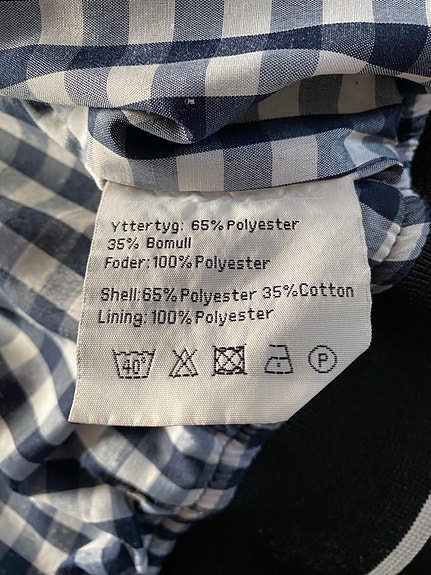 Yttertyg: 65% Polyester
35% Bomull
Foder: 100% Polyester
Shell: 65% Polyester 35% Cotton
Lining: 100% Polyester
40° P